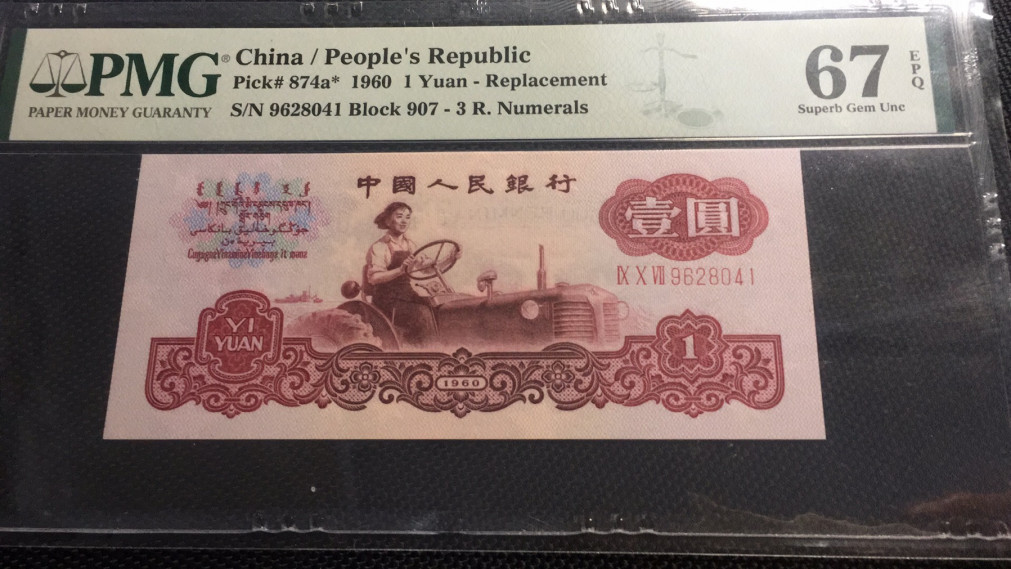 PMG® China / People's Republic
Pick# 874a* 1960 1 Yuan - Replacement
PAPER MONEY GUARANTY S/N 9628041 Block 907 - 3 R. Numerals
67 EPQ
Superb Gem Unc
中國人民銀行
壹圓
IX X VII 9628041
YI
YUAN
1
1960